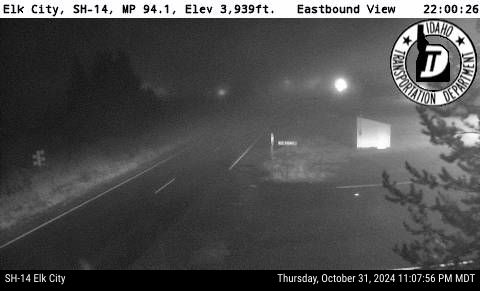 Elk City, SH-14, MP 94.1, Elev 3,939ft. Eastbound View 22:00:26
IDAHO
TRANSPORTATION DEPARTMENT
SH-14 Elk City Thursday, October 31, 2024 11:07:56 PM MDT